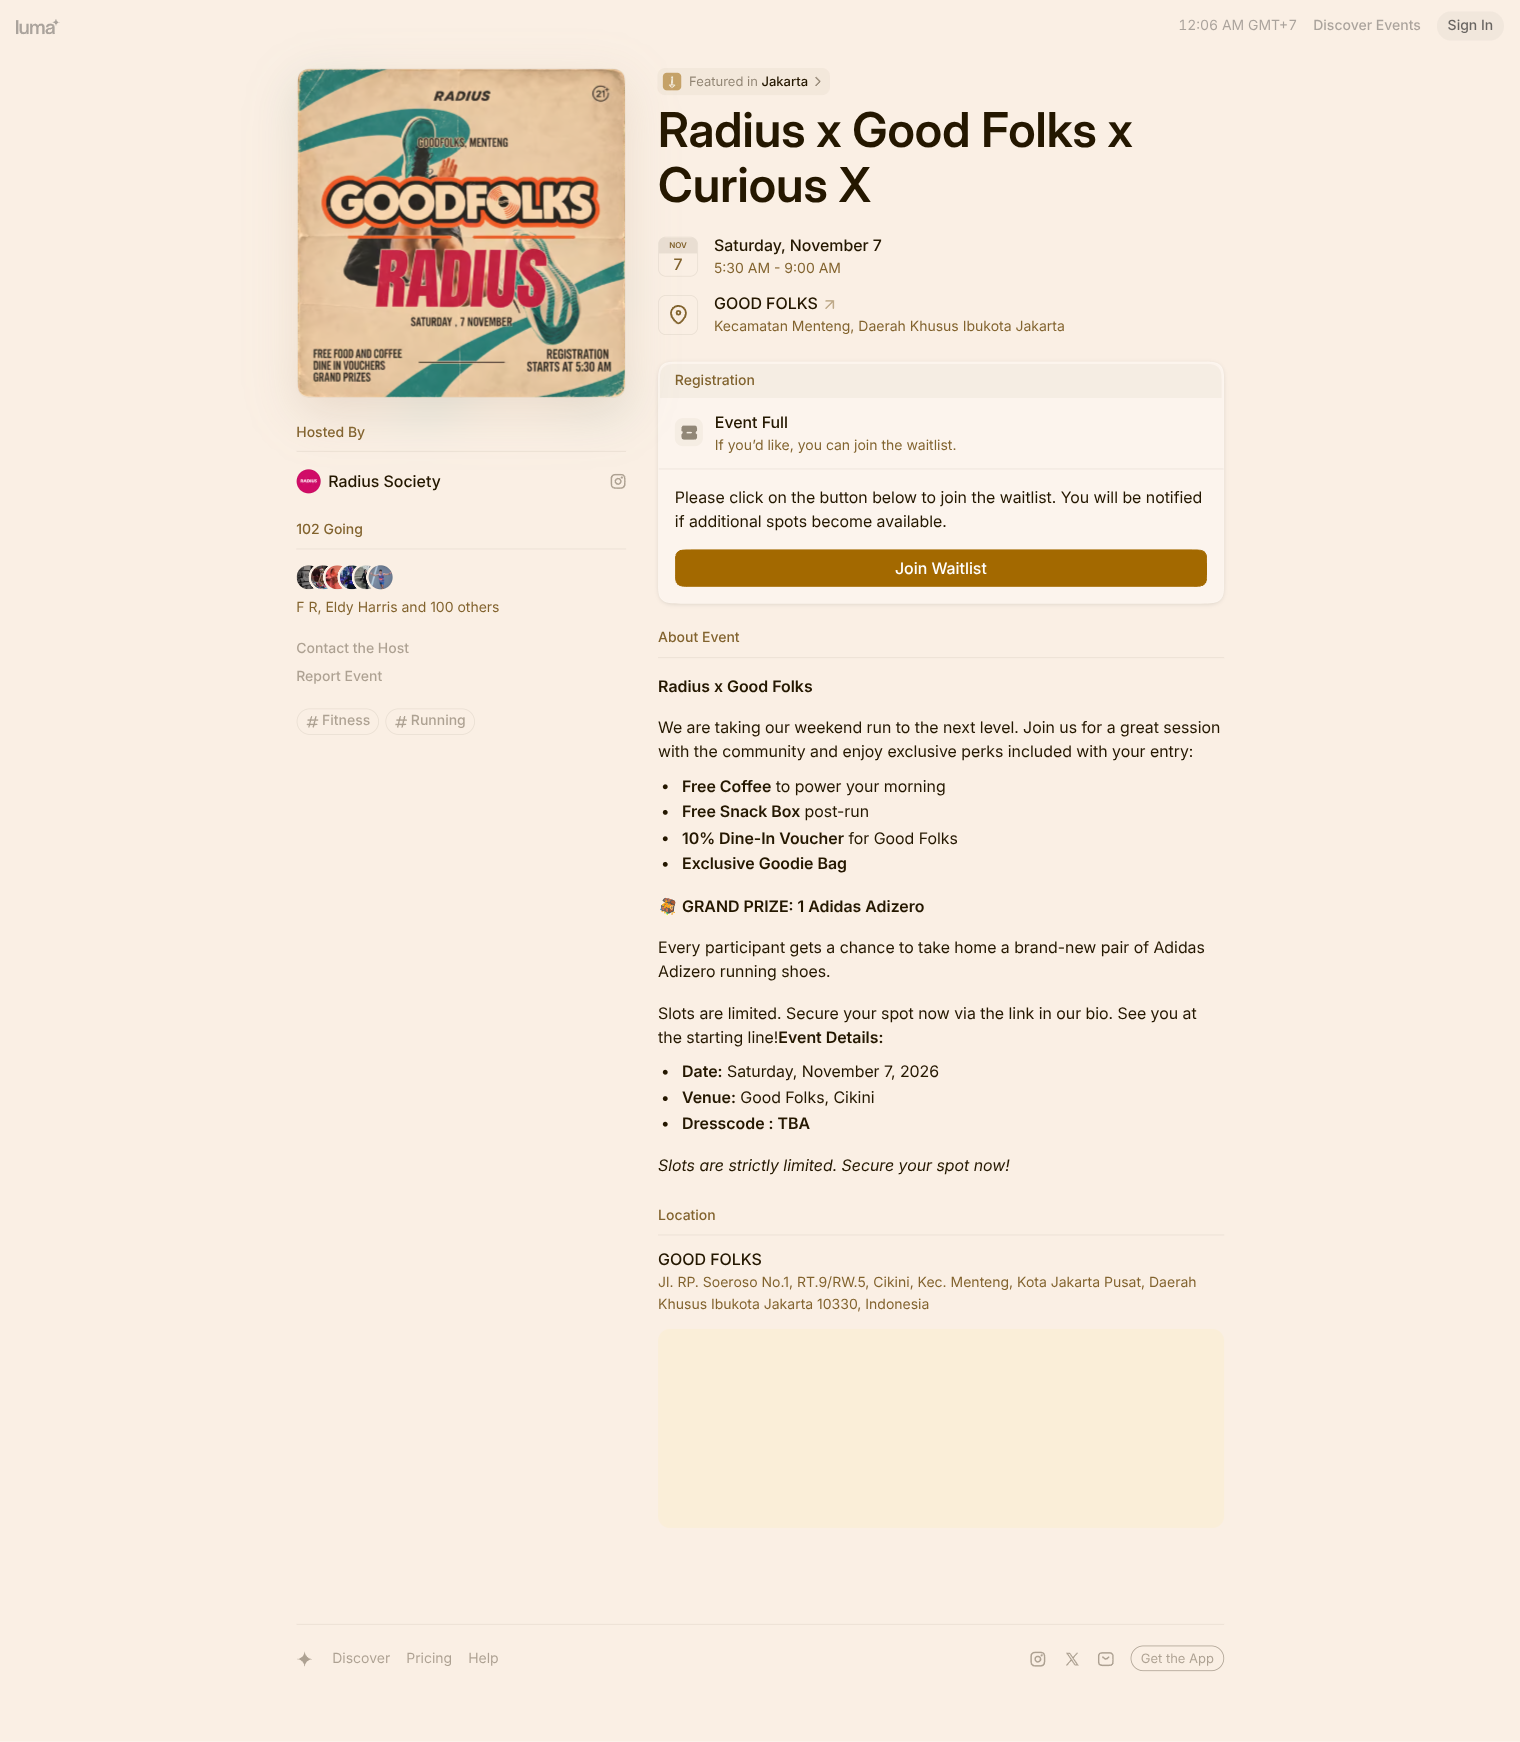 luma
12:06 AM GMT+7
Discover Events
Sign In
RADIUS
21
GOODFOLKS, MENTENG
GOODFOLKS
RADIUS
SATURDAY . 7 NOVEMBER
FREE FOOD AND COFFEE
DINE IN VOUCHERS
GRAND PRIZES
REGISTRATION
STARTS AT 5:30 AM
Hosted By
RADIUS
Radius Society
102 Going
F R, Eldy Harris and 100 others
Contact the Host
Report Event
# Fitness
# Running
Featured in Jakarta
Radius x Good Folks x
Curious X
NOV
7
Saturday, November 7
5:30 AM - 9:00 AM
GOOD FOLKS
Kecamatan Menteng, Daerah Khusus Ibukota Jakarta
Registration
Event Full
If you’d like, you can join the waitlist.
Please click on the button below to join the waitlist. You will be notified
if additional spots become available.
Join Waitlist
About Event
Radius x Good Folks
We are taking our weekend run to the next level. Join us for a great session
with the community and enjoy exclusive perks included with your entry:
• Free Coffee to power your morning
• Free Snack Box post-run
• 10% Dine-In Voucher for Good Folks
• Exclusive Goodie Bag
GRAND PRIZE: 1 Adidas Adizero
Every participant gets a chance to take home a brand-new pair of Adidas
Adizero running shoes.
Slots are limited. Secure your spot now via the link in our bio. See you at
the starting line!Event Details:
• Date: Saturday, November 7, 2026
• Venue: Good Folks, Cikini
• Dresscode : TBA
Slots are strictly limited. Secure your spot now!
Location
GOOD FOLKS
Jl. RP. Soeroso No.1, RT.9/RW.5, Cikini, Kec. Menteng, Kota Jakarta Pusat, Daerah
Khusus Ibukota Jakarta 10330, Indonesia
Discover
Pricing
Help
Get the App